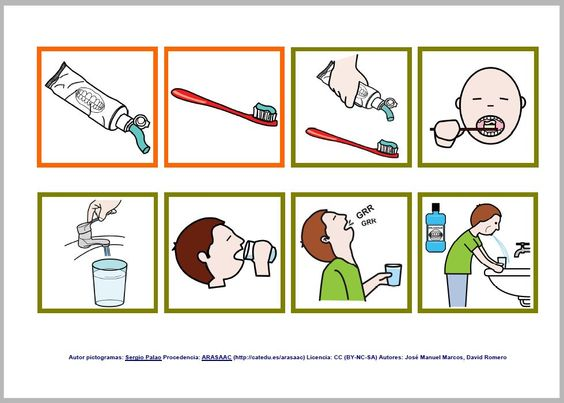 GRR
GRR
Autor pictogramas: Sergio Palao Procedencia: ARASAAC (http://catedu.es/arasaac) Licencia: CC (BY-NC-SA) Autores: José Manuel Marcos, David Romero